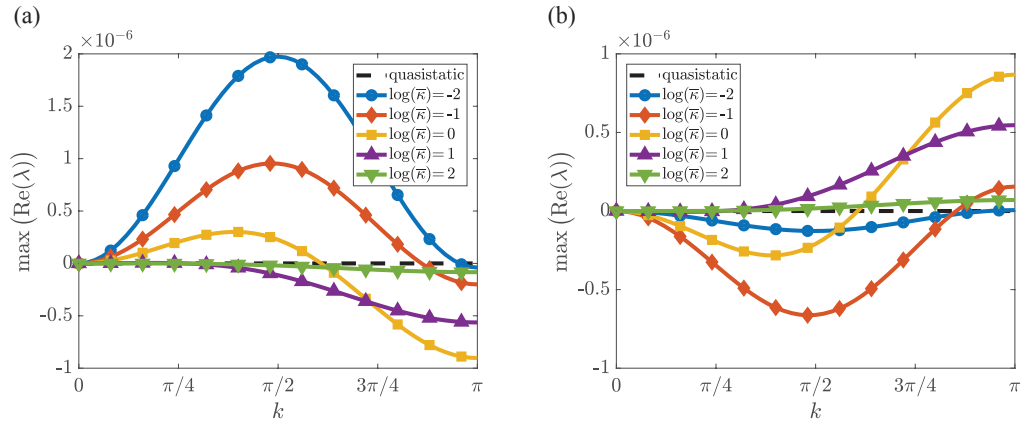 (a)
×10⁻⁶
max (Re(λ))
2
1.5
1
0.5
0
-0.5
-1
quasistatic
log(κ̄)=-2
log(κ̄)=-1
log(κ̄)=0
log(κ̄)=1
log(κ̄)=2
0
π/4
π/2
3π/4
π
k
(b)
×10⁻⁶
max (Re(λ))
1
0.5
0
-0.5
-1
quasistatic
log(κ̄)=-2
log(κ̄)=-1
log(κ̄)=0
log(κ̄)=1
log(κ̄)=2
0
π/4
π/2
3π/4
π
k